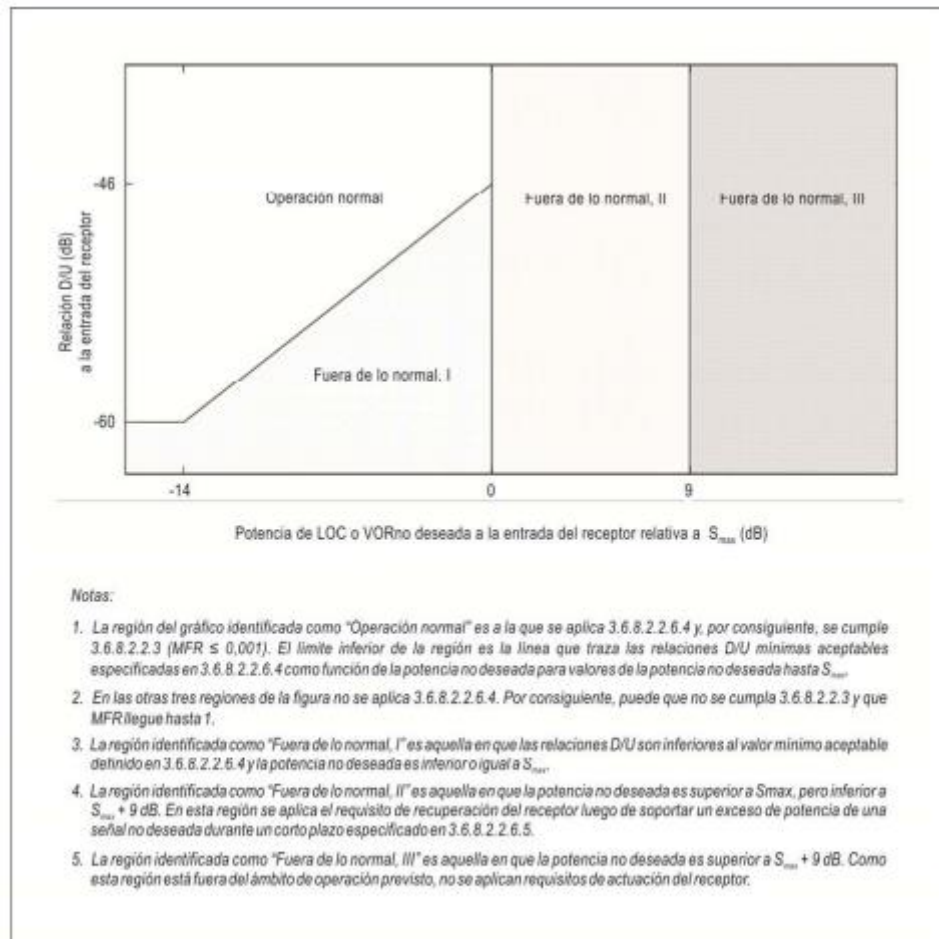 -46
Operación normal
Fuera de lo normal, II
Fuera de lo normal, III
Relación D/U (dB)
a la entrada del receptor
Fuera de lo normal, I
-60
-14
0
9
Potencia de LOC o VORno deseada a la entrada del receptor relativa a Smax (dB)
Notas:
1. La región del gráfico identificada como “Operación normal” es a la que se aplica 3.6.8.2.2.6.4 y, por consiguiente, se cumple
3.6.8.2.2.3 (MFR ≤ 0,001). El límite inferior de la región es la línea que traza las relaciones D/U mínimas aceptables
especificadas en 3.6.8.2.2.6.4 como función de la potencia no deseada para valores de la potencia no deseada hasta Smax.
2. En las otras tres regiones de la figura no se aplica 3.6.8.2.2.6.4. Por consiguiente, puede que no se cumpla 3.6.8.2.2.3 y que
MFR llegue hasta 1.
3. La región identificada como “Fuera de lo normal, I” es aquella en que las relaciones D/U son inferiores al valor mínimo aceptable
definido en 3.6.8.2.2.6.4 y la potencia no deseada es inferior o igual a Smax.
4. La región identificada como “Fuera de lo normal, II” es aquella en que la potencia no deseada es superior a Smax, pero inferior a
Smax + 9 dB. En esta región se aplica el requisito de recuperación del receptor luego de soportar un exceso de potencia de una
señal no deseada durante un corto plazo especificado en 3.6.8.2.2.6.5.
5. La región identificada como “Fuera de lo normal, III” es aquella en que la potencia no deseada es superior a Smax + 9 dB. Como
esta región está fuera del ámbito de operación previsto, no se aplican requisitos de actuación del receptor.